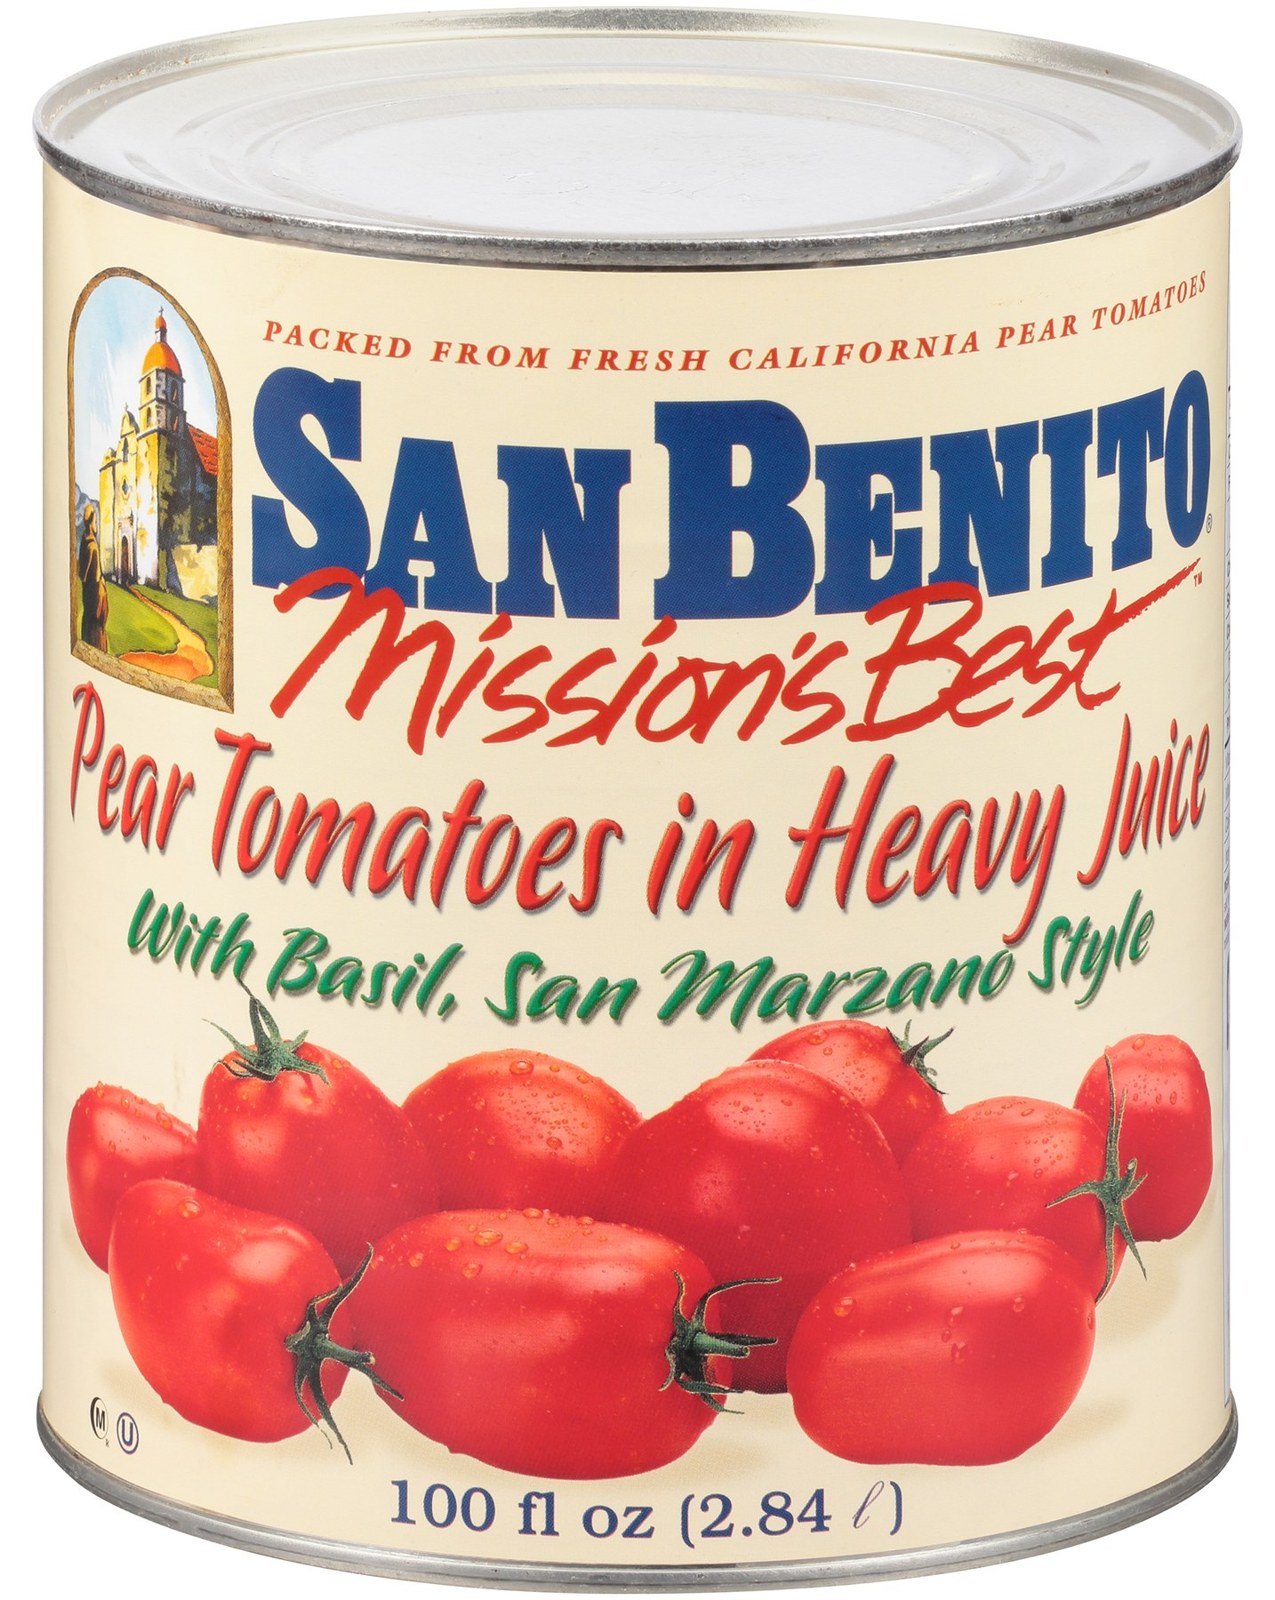 PACKED FROM FRESH CALIFORNIA PEAR TOMATOES
SAN BENITO®
Mission's Best™
Pear Tomatoes in Heavy Juice
With Basil, San Marzano Style
M K U
100 fl oz (2.84 ℓ)